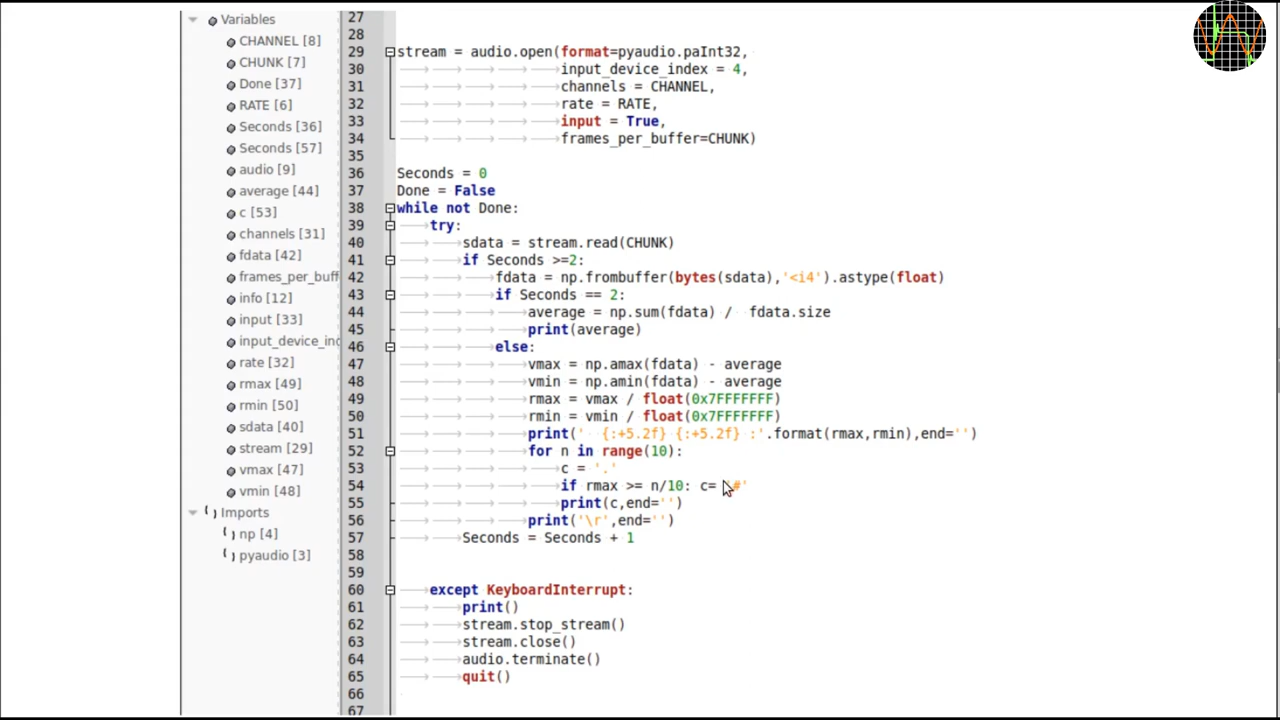 Variables
CHANNEL [8]
CHUNK [7]
Done [37]
RATE [6]
Seconds [36]
Seconds [57]
audio [9]
average [44]
c [53]
channels [31]
fdata [42]
frames_per_buff
info [12]
input [33]
input_device_ind
rate [32]
rmax [49]
rmin [50]
sdata [40]
stream [29]
vmax [47]
vmin [48]
Imports
np [4]
pyaudio [3]
27
28
29 stream = audio.open(format=pyaudio.paInt32,
30 input_device_index = 4,
31 channels = CHANNEL,
32 rate = RATE,
33 input = True,
34 frames_per_buffer=CHUNK)
35
36 Seconds = 0
37 Done = False
38 while not Done:
39 try:
40 sdata = stream.read(CHUNK)
41 if Seconds >=2:
42 fdata = np.frombuffer(bytes(sdata),'<i4').astype(float)
43 if Seconds == 2:
44 average = np.sum(fdata) / fdata.size
45 print(average)
46 else:
47 vmax = np.amax(fdata) - average
48 vmin = np.amin(fdata) - average
49 rmax = vmax / float(0x7FFFFFFF)
50 rmin = vmin / float(0x7FFFFFFF)
51 print('  {:+5.2f} {:+5.2f} :'.format(rmax,rmin),end='')
52 for n in range(10):
53 c = '.'
54 if rmax >= n/10: c= #'
55 print(c,end='')
56 print('\r',end='')
57 Seconds = Seconds + 1
58
59
60 except KeyboardInterrupt:
61 print()
62 stream.stop_stream()
63 stream.close()
64 audio.terminate()
65 quit()
66
67